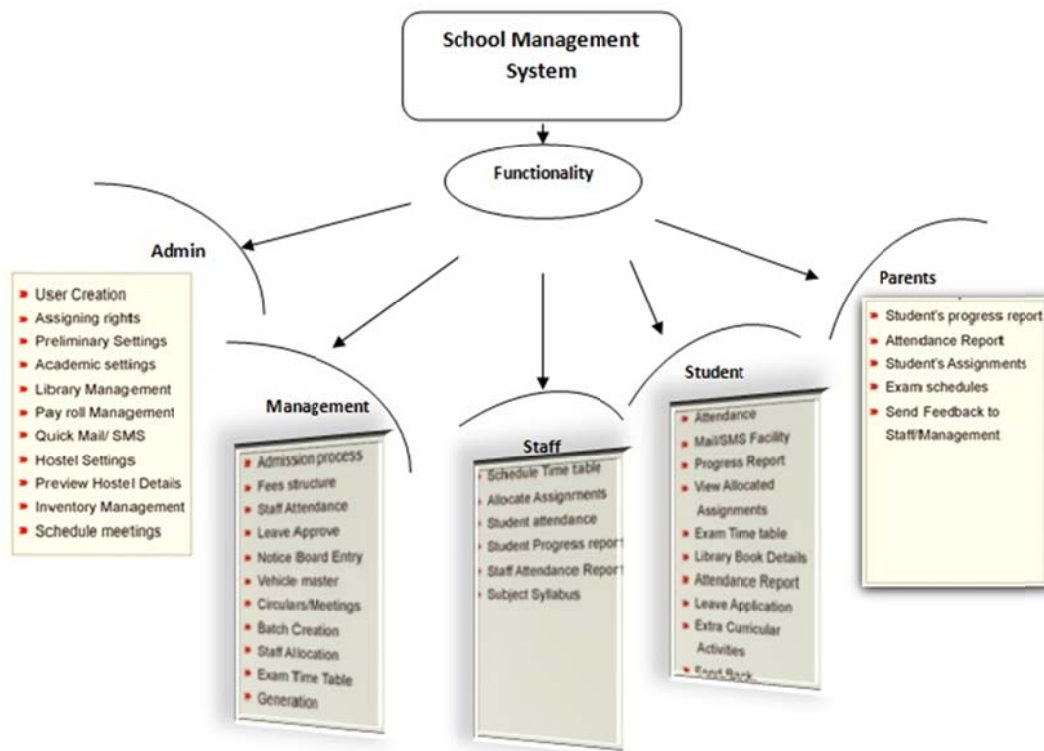 School Management
System
Functionality
Admin
User Creation
Assigning rights
Preliminary Settings
Academic settings
Library Management
Pay roll Management
Quick Mail/ SMS
Hostel Settings
Preview Hostel Details
Inventory Management
Schedule meetings
Management
Admission process
Fees structure
Staff Attendance
Leave Approve
Notice Board Entry
Vehicle master
Circulars/Meetings
Batch Creation
Staff Allocation
Exam Time Table
Generation
Staff
Schedule Time table
Allocate Assignments
Student attendance
Student Progress report
Staff Attendance Report
Subject Syllabus
Student
Attendance
Mail/SMS Facility
Progress Report
View Allocated
Assignments
Exam Time table
Library Book Details
Attendance Report
Leave Application
Extra Curricular
Activities
Back
Parents
Student's progress report
Attendance Report
Student's Assignments
Exam schedules
Send Feedback to
Staff/Management